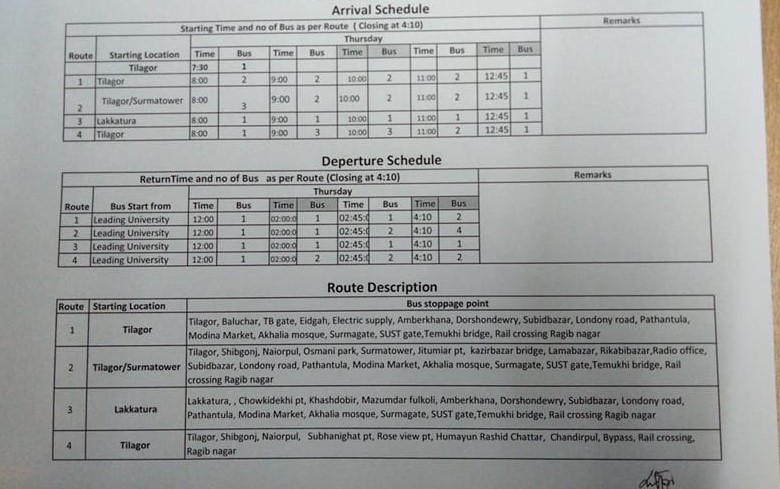 Arrival Schedule
Starting Time and no of Bus as per Route ( Closing at 4:10) Remarks
Thursday
Route Starting Location Time Bus Time Bus Time Bus Time Bus Time Bus
Tilagor 7:30 1
1 Tilagor 8:00 2 9:00 2 10:00 2 11:00 2 12:45 1
2 Tilagor/Surmatower 8:00 3 9:00 2 10:00 2 11:00 2 12:45 1
3 Lakkatura 8:00 1 9:00 1 10:00 1 11:00 1 12:45 1
4 Tilagor 8:00 1 9:00 3 10:00 3 11:00 2 12:45 1
Deperture Schedule
ReturnTime and no of Bus as per Route (Closing at 4:10) Remarks
Thursday
Route Bus Start from Time Bus Time Bus Time Bus Time Bus
1 Leading University 12:00 1 02:00:0 1 02:45:0 1 4:10 2
2 Leading University 12:00 1 02:00:0 1 02:45:0 2 4:10 4
3 Leading University 12:00 1 02:00:0 1 02:45:0 1 4:10 1
4 Leading University 12:00 1 02:00:0 2 02:45:0 2 4:10 2
Route Description
Route Starting Location Bus stoppage point
1 Tilagor Tilagor, Baluchar, TB gate, Eidgah, Electric supply, Amberkhana, Dorshondewry, Subidbazar, Londony road, Pathantula,
Modina Market, Akhalia mosque, Surmagate, SUST gate,Temukhi bridge, Rail crossing Ragib nagar
2 Tilagor/Surmatower Tilagor, Shibgonj, Naiorpul, Osmani park, Surmatower, Jitumiar pt, kazirbazar bridge, Lamabazar, Rikabibazar,Radio office,
Subidbazar, Londony road, Pathantula, Modina Market, Akhalia mosque, Surmagate, SUST gate,Temukhi bridge, Rail
crossing Ragib nagar
3 Lakkatura Lakkatura, , Chowkidekhi pt, Khashdobir, Mazumdar fulkoli, Amberkhana, Dorshondewry, Subidbazar, Londony road,
Pathantula, Modina Market, Akhalia mosque, Surmagate, SUST gate,Temukhi bridge, Rail crossing Ragib nagar
4 Tilagor Tilagor, Shibgonj, Naiorpul, Subhanighat pt, Rose view pt, Humayun Rashid Chattar, Chandirpul, Bypass, Rail crossing,
Ragib nagar